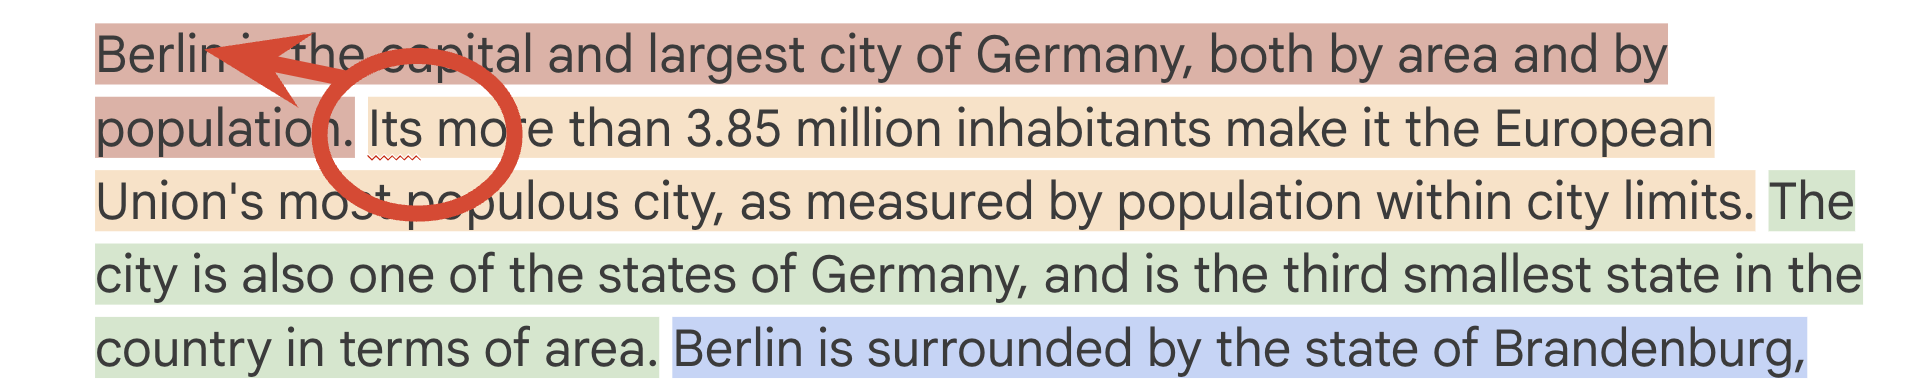 Berlin is the capital and largest city of Germany, both by area and by
population. Its more than 3.85 million inhabitants make it the European
Union's most populous city, as measured by population within city limits. The
city is also one of the states of Germany, and is the third smallest state in the
country in terms of area. Berlin is surrounded by the state of Brandenburg,